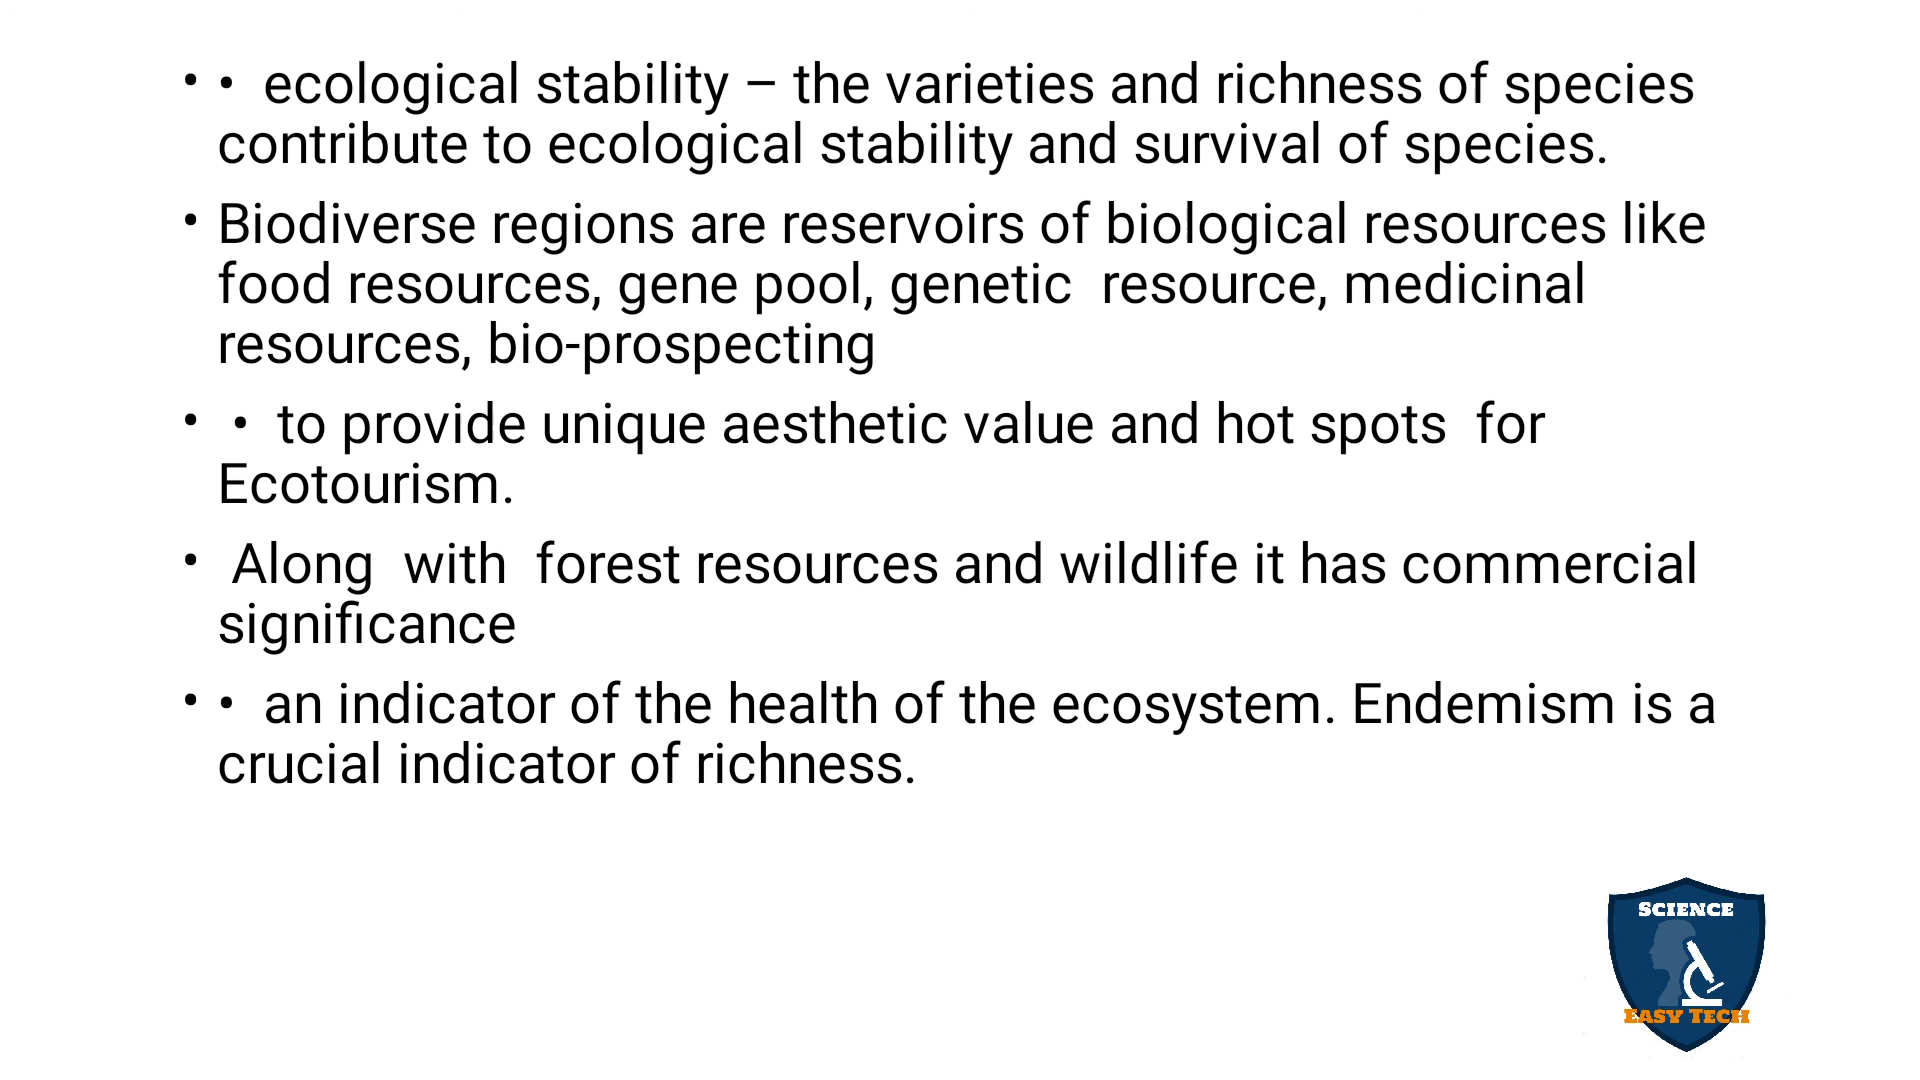 • • ecological stability – the varieties and richness of species
contribute to ecological stability and survival of species.
• Biodiverse regions are reservoirs of biological resources like
food resources, gene pool, genetic  resource, medicinal
resources, bio-prospecting
• • to provide unique aesthetic value and hot spots  for
Ecotourism.
• Along  with  forest resources and wildlife it has commercial
significance
• • an indicator of the health of the ecosystem. Endemism is a
crucial indicator of richness.
SCIENCE
EASY TECH